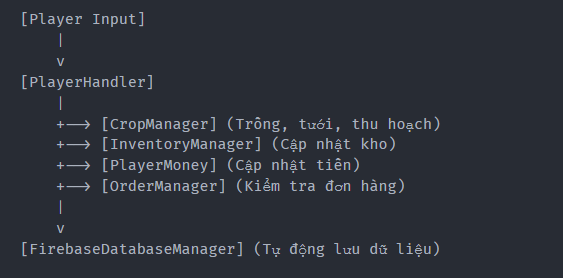 [Player Input]
    |
    v
[PlayerHandler]
    |
    +——> [CropManager] (Trồng, tưới, thu hoạch)
    +——> [InventoryManager] (Cập nhật kho)
    +——> [PlayerMoney] (Cập nhật tiền)
    +——> [OrderManager] (Kiểm tra đơn hàng)
    |
    v
[FirebaseDatabaseManager] (Tự động lưu dữ liệu)